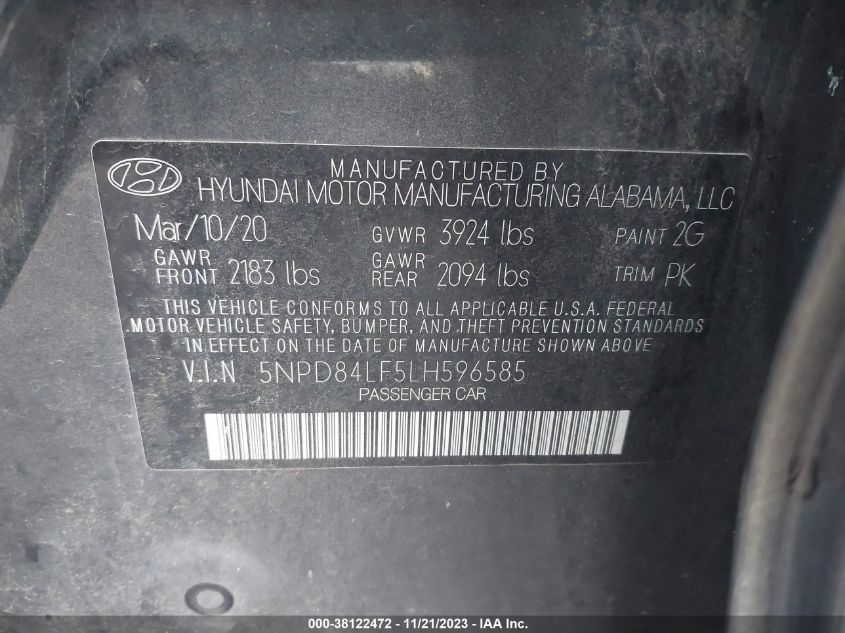 MANUFACTURED BY
HYUNDAI MOTOR MANUFACTURING ALABAMA, LLC
Mar/10/20 GVWR 3924 lbs PAINT 2G
GAWR FRONT 2183 lbs GAWR REAR 2094 lbs TRIM PK
THIS VEHICLE CONFORMS TO ALL APPLICABLE U.S.A. FEDERAL
MOTOR VEHICLE SAFETY, BUMPER, AND THEFT PREVENTION STANDARDS
IN EFFECT ON THE DATE OF MANUFACTURE SHOWN ABOVE
V.I.N 5NPD84LF5LH596585
PASSENGER CAR
000-38122472 - 11/21/2023 - IAA Inc.